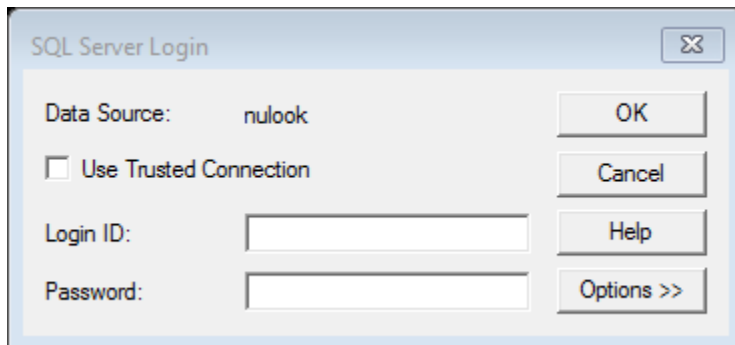 SQL Server Login
Data Source: nulook OK
Use Trusted Connection Cancel
Login ID: Help
Password: Options >>